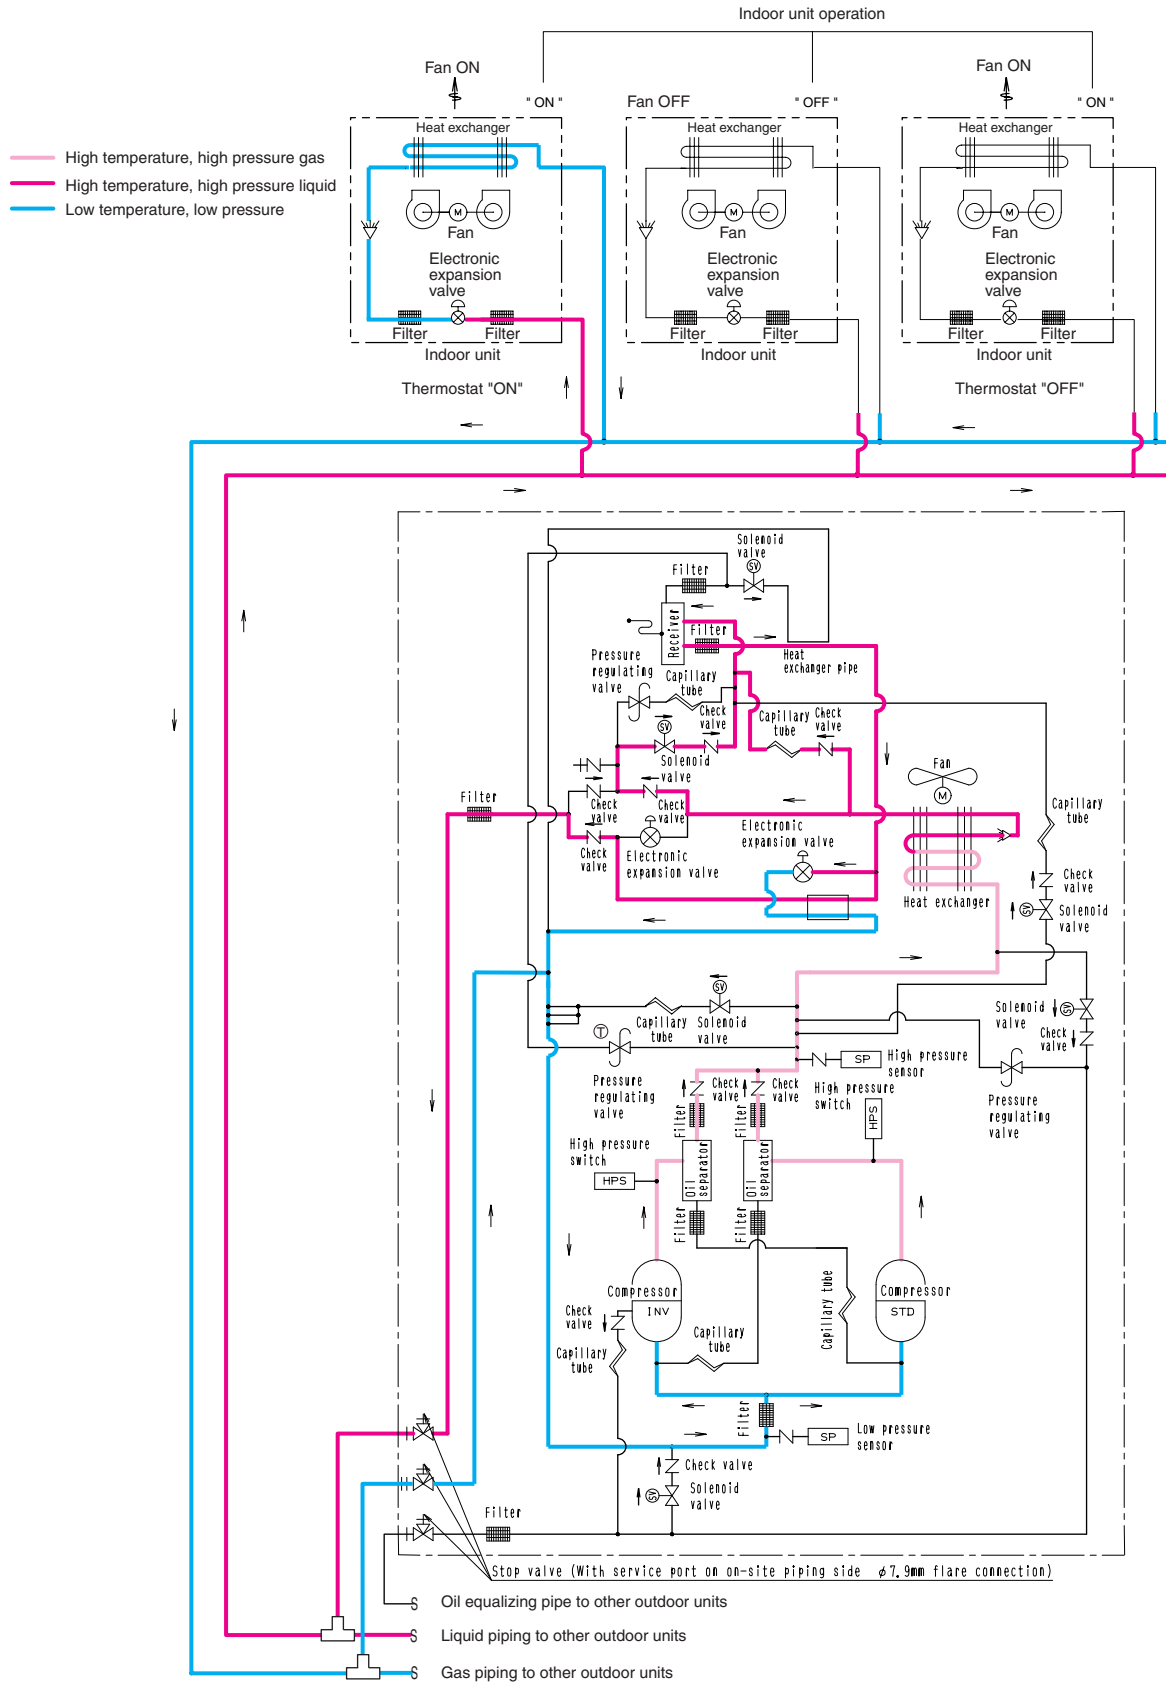 Indoor unit operation
Fan ON
" ON "
Fan OFF
" OFF "
Fan ON
" ON "
High temperature, high pressure gas
High temperature, high pressure liquid
Low temperature, low pressure
Heat exchanger
M
Fan
Electronic
expansion
valve
Filter
Filter
Indoor unit
Thermostat "ON"
Heat exchanger
M
Fan
Electronic
expansion
valve
Filter
Filter
Indoor unit
Heat exchanger
M
Fan
Electronic
expansion
valve
Filter
Filter
Indoor unit
Thermostat "OFF"
Solenoid
valve
SV
Filter
Receiver
Filter
Heat
exchanger pipe
Pressure
regulating
valve
Capillary
tube
Check
valve
SV
Solenoid
valve
Capillary
tube
Check
valve
Fan
M
Filter
Check
valve
Check
valve
Check
valve
Electronic
expansion valve
Electronic
expansion valve
Heat exchanger
Capillary
tube
Check
valve
SV
Solenoid
valve
SV
Capillary
tube
Solenoid
valve
Solenoid
valve
SV
Check
valve
T
Pressure
regulating
valve
SP
High pressure
sensor
Pressure
regulating
valve
Check valve
Check
valve
High pressure
switch
HPS
Filter
Filter
High pressure
switch
HPS
Oil
separator
Oil
separator
Filter
Filter
Compressor
INV
Compressor
STD
Check
valve
Capillary
tube
Capillary
tube
Capillary tube
Filter
SP
Low pressure
sensor
Check valve
SV
Solenoid
valve
Filter
Stop valve (With service port on on-site piping side φ7.9mm flare connection)
Oil equalizing pipe to other outdoor units
Liquid piping to other outdoor units
Gas piping to other outdoor units